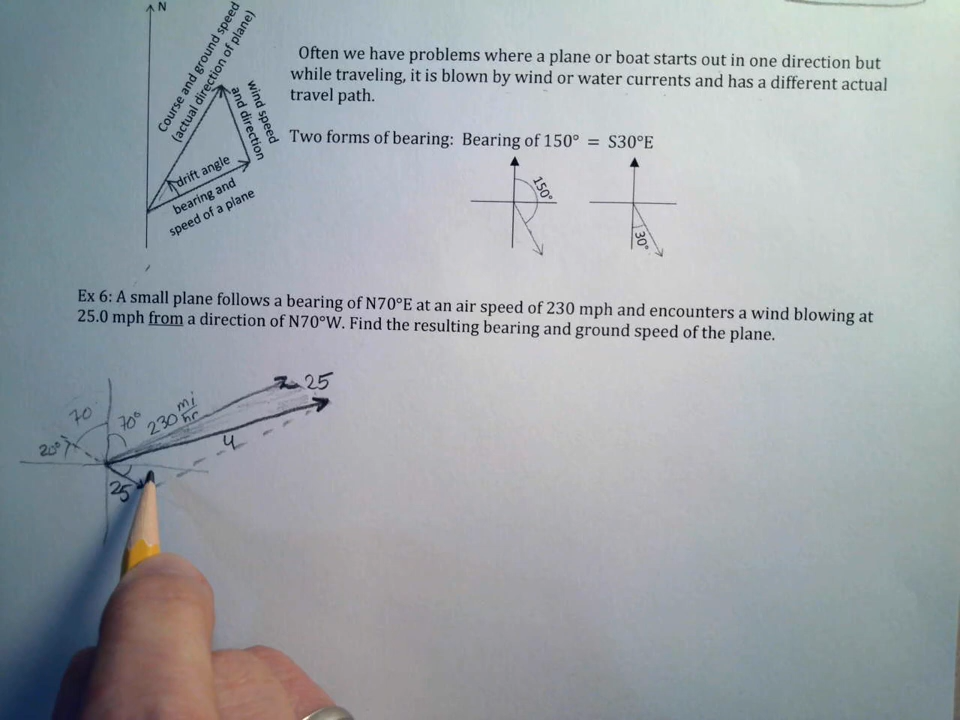 N
Course and ground speed
(actual direction of plane)
wind speed
and direction
drift angle
bearing and
speed of a plane
Often we have problems where a plane or boat starts out in one direction but
while traveling, it is blown by wind or water currents and has a different actual
travel path.
Two forms of bearing: Bearing of 150° = S30°E
150°
30°
Ex 6: A small plane follows a bearing of N70°E at an air speed of 230 mph and encounters a wind blowing at
25.0 mph from a direction of N70°W. Find the resulting bearing and ground speed of the plane.
70
70°
230 mi/hr
25
20°
u
25